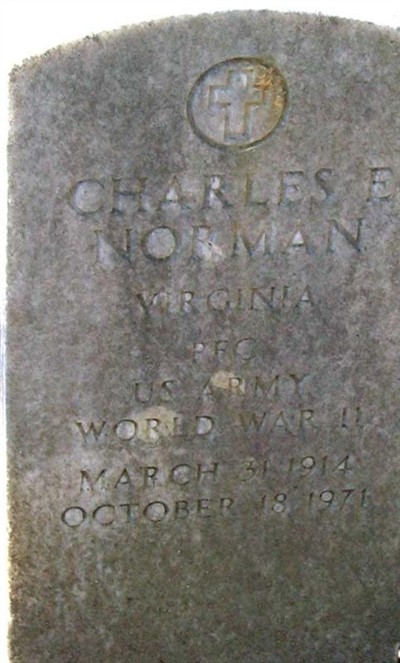 CHARLES E
NORMAN
VIRGINIA
PFC
US ARMY
WORLD WAR II
MARCH 31 1914
OCTOBER 18 1971